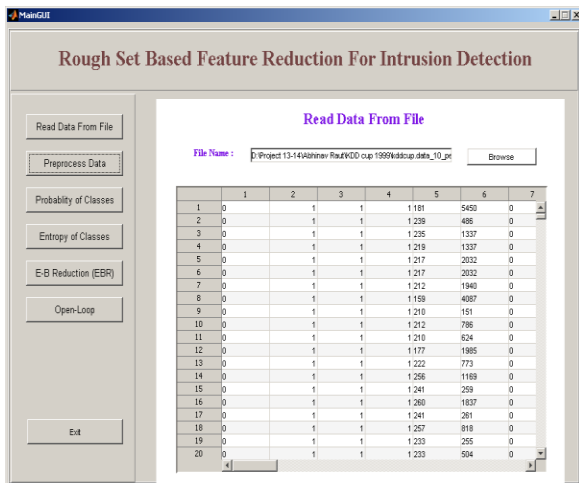 MainGUI
Rough Set Based Feature Reduction For Intrusion Detection
Read Data From File
Preprocess Data
Probablity of Classes
Entropy of Classes
E-B Reduction (EBR)
Open-Loop
Exit
Read Data From File
File Name : D:\Project 13-14\Abhinav Raut\KDD cup 1999\kddcup.data_10_pe Browse
1 2 3 4 5 6 7
1 0 1 1 1 181 5450 0
2 0 1 1 1 239 486 0
3 0 1 1 1 235 1337 0
4 0 1 1 1 219 1337 0
5 0 1 1 1 217 2032 0
6 0 1 1 1 217 2032 0
7 0 1 1 1 212 1940 0
8 0 1 1 1 159 4087 0
9 0 1 1 1 210 151 0
10 0 1 1 1 212 786 0
11 0 1 1 1 210 624 0
12 0 1 1 1 177 1985 0
13 0 1 1 1 222 773 0
14 0 1 1 1 256 1169 0
15 0 1 1 1 241 259 0
16 0 1 1 1 260 1837 0
17 0 1 1 1 241 261 0
18 0 1 1 1 257 818 0
19 0 1 1 1 233 255 0
20 0 1 1 1 233 504 0